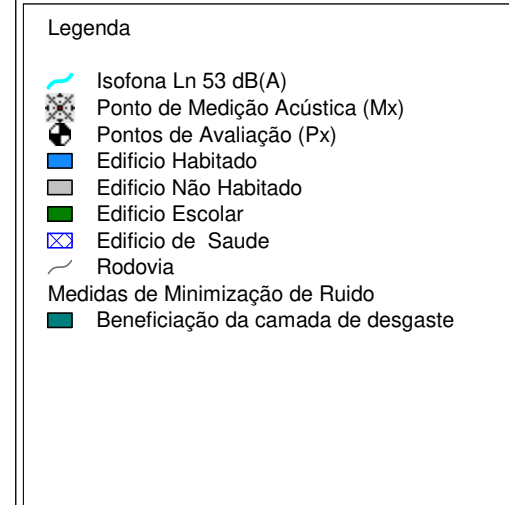 Legenda
Isofona Ln 53 dB(A)
Ponto de Medição Acústica (Mx)
Pontos de Avaliação (Px)
Edificio Habitado
Edificio Não Habitado
Edificio Escolar
Edificio de Saude
Rodovia
Medidas de Minimização de Ruido
Beneficiação da camada de desgaste